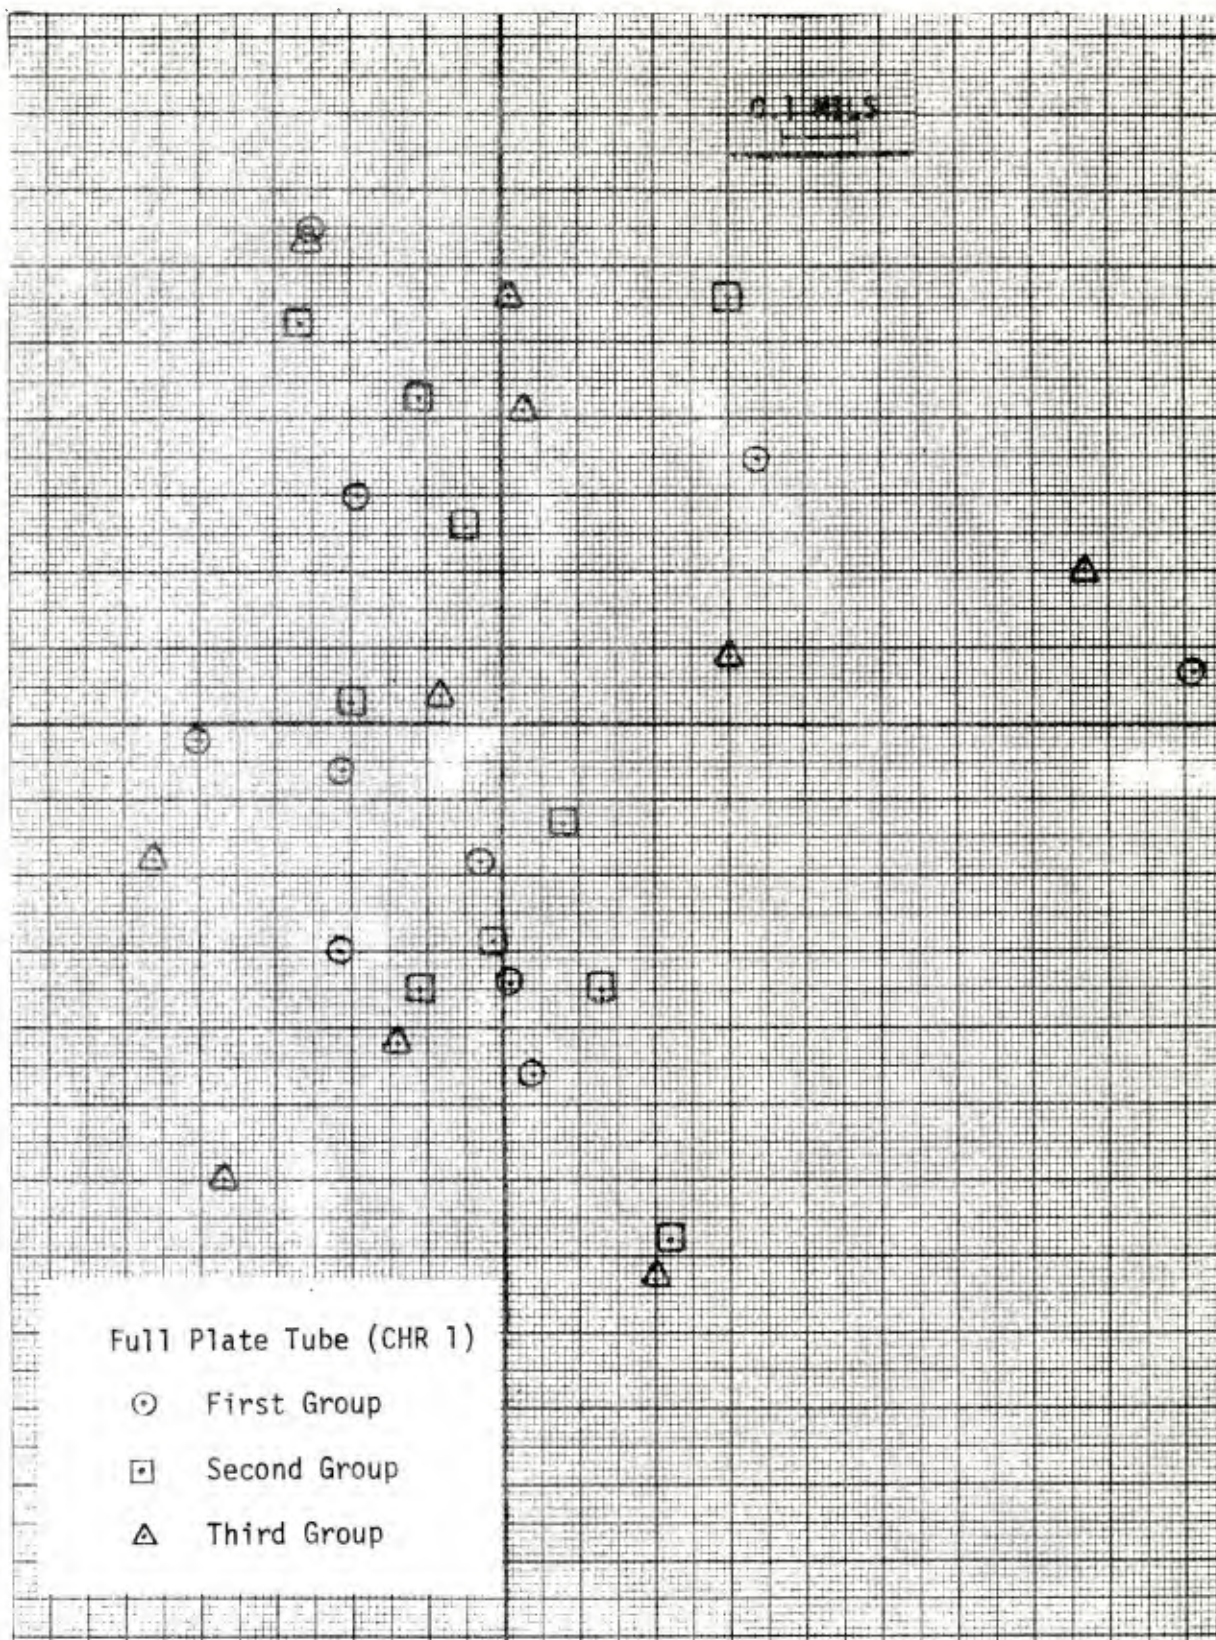 0.1 MILS
Full Plate Tube (CHR 1)
First Group
Second Group
Third Group